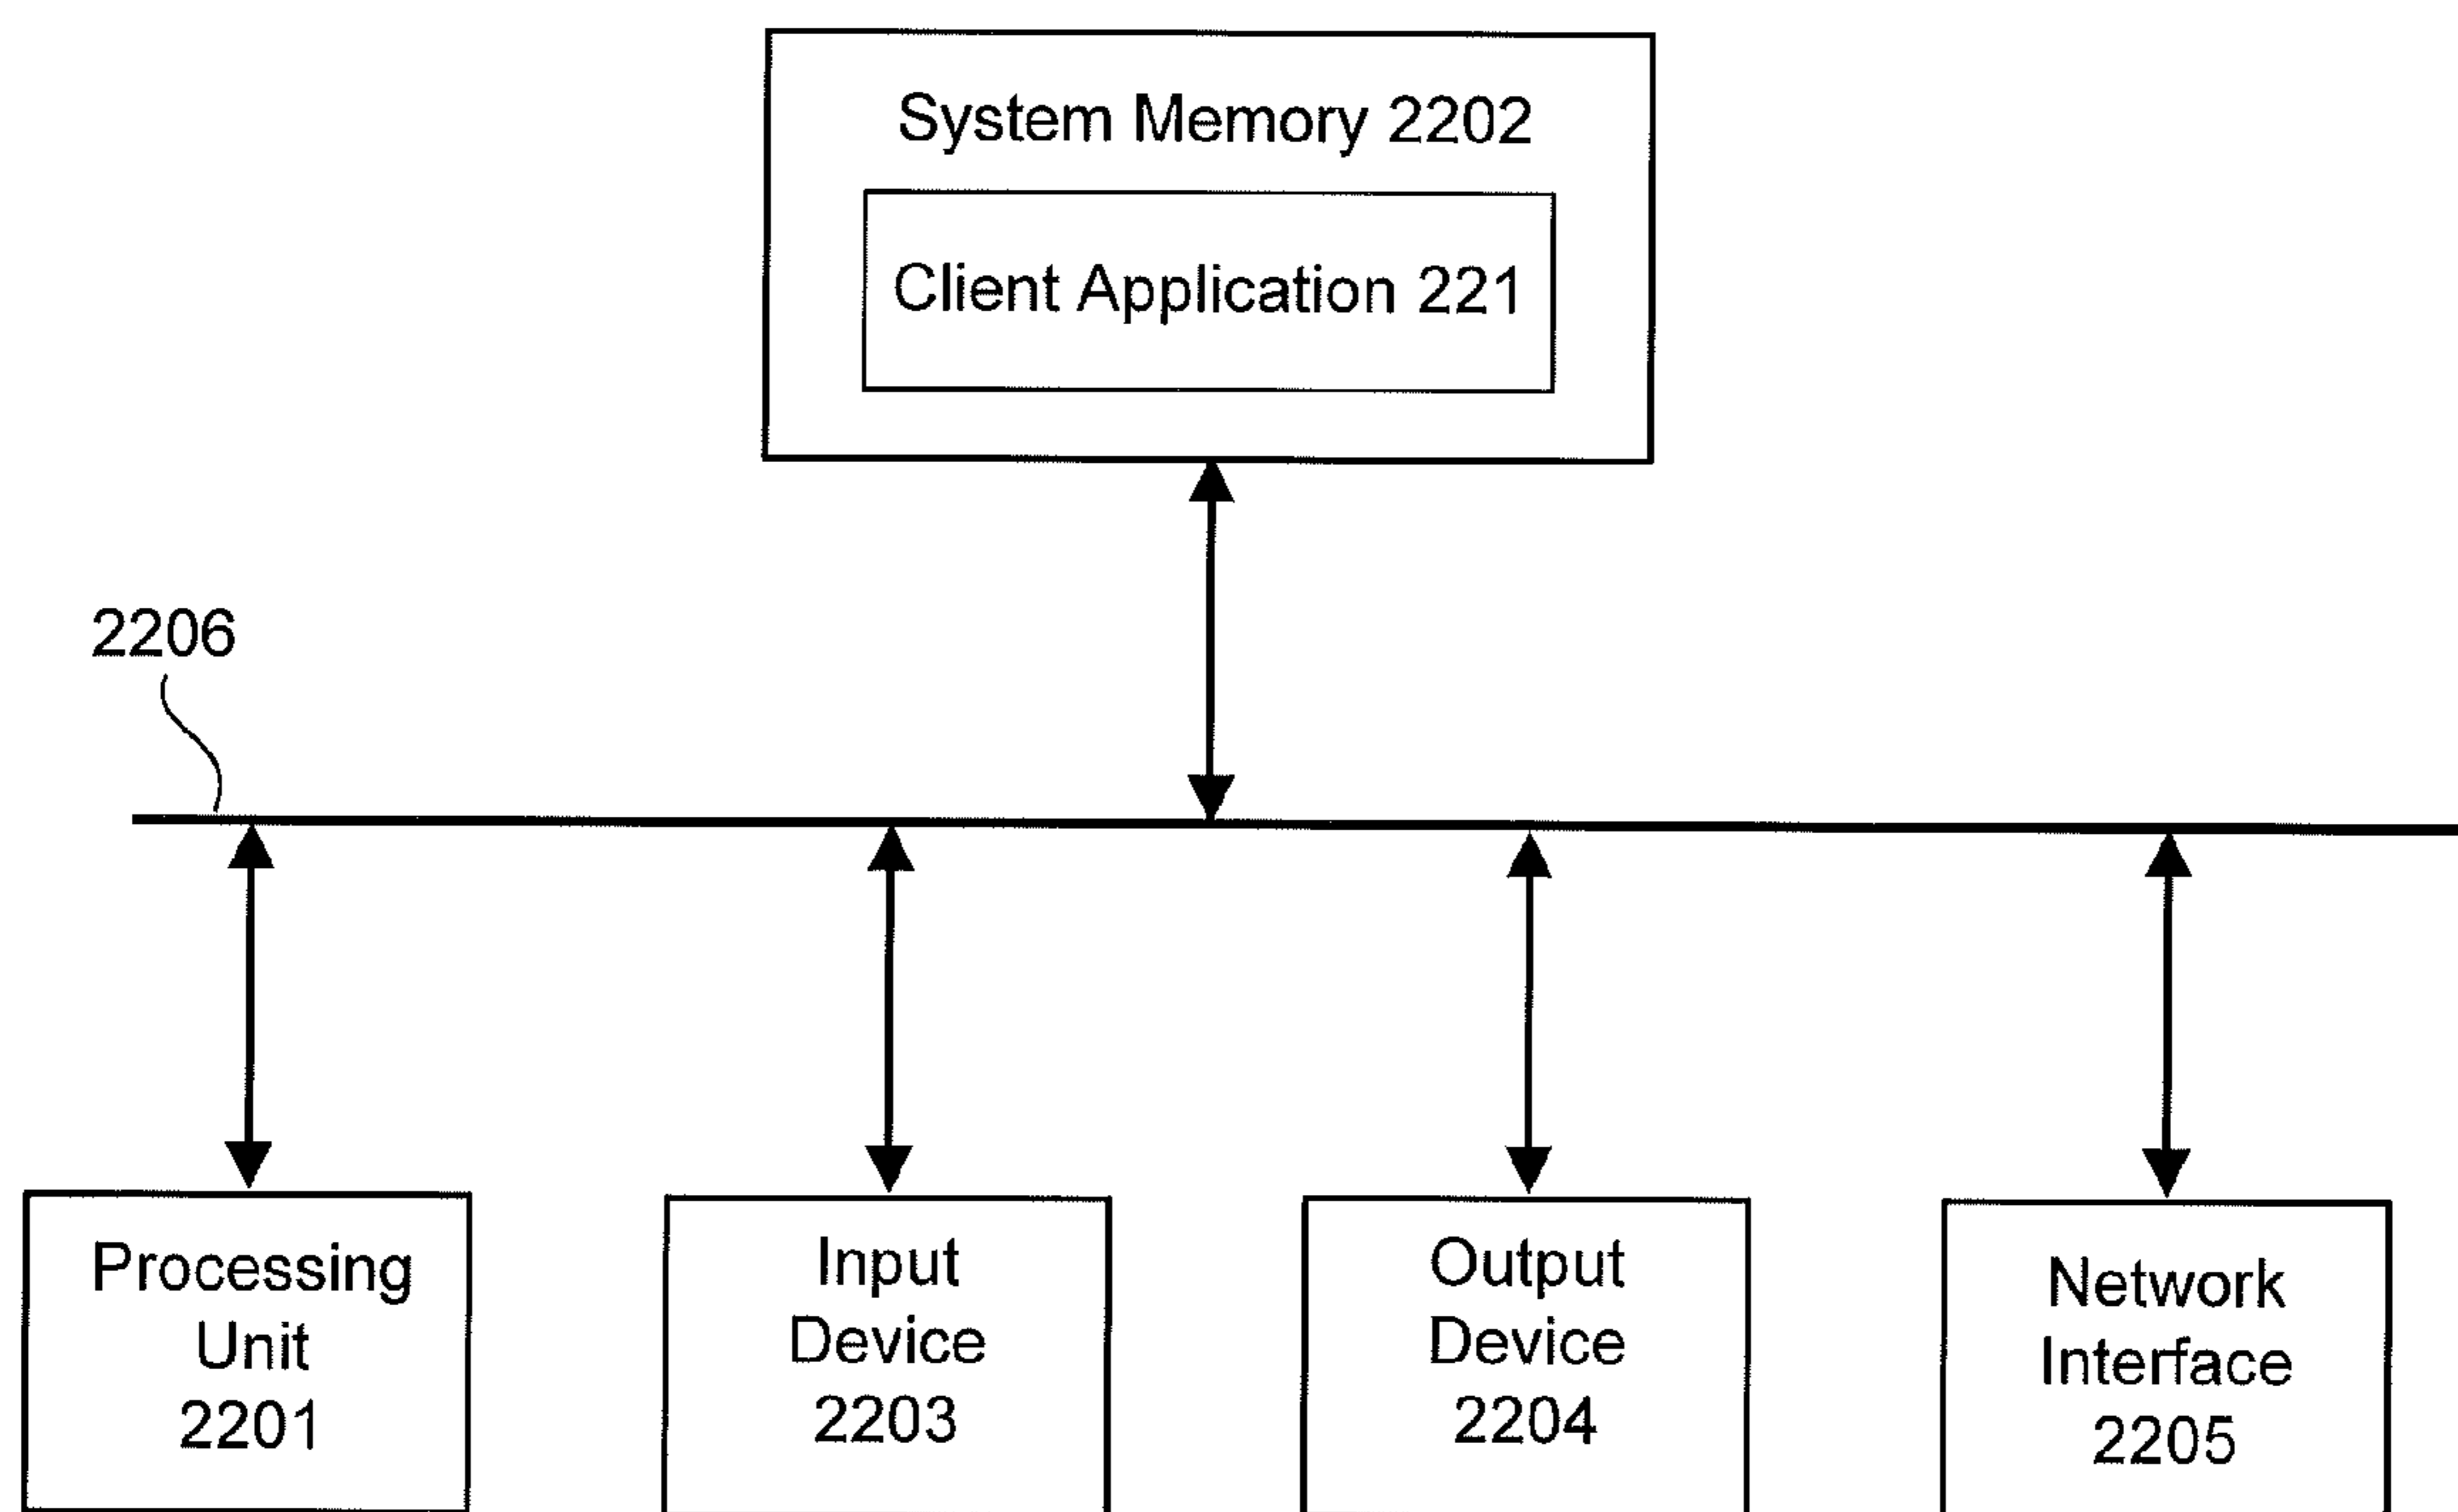 System Memory 2202
Client Application 221
2206
Processing
Unit
2201
Input
Device
2203
Output
Device
2204
Network
Interface
2205